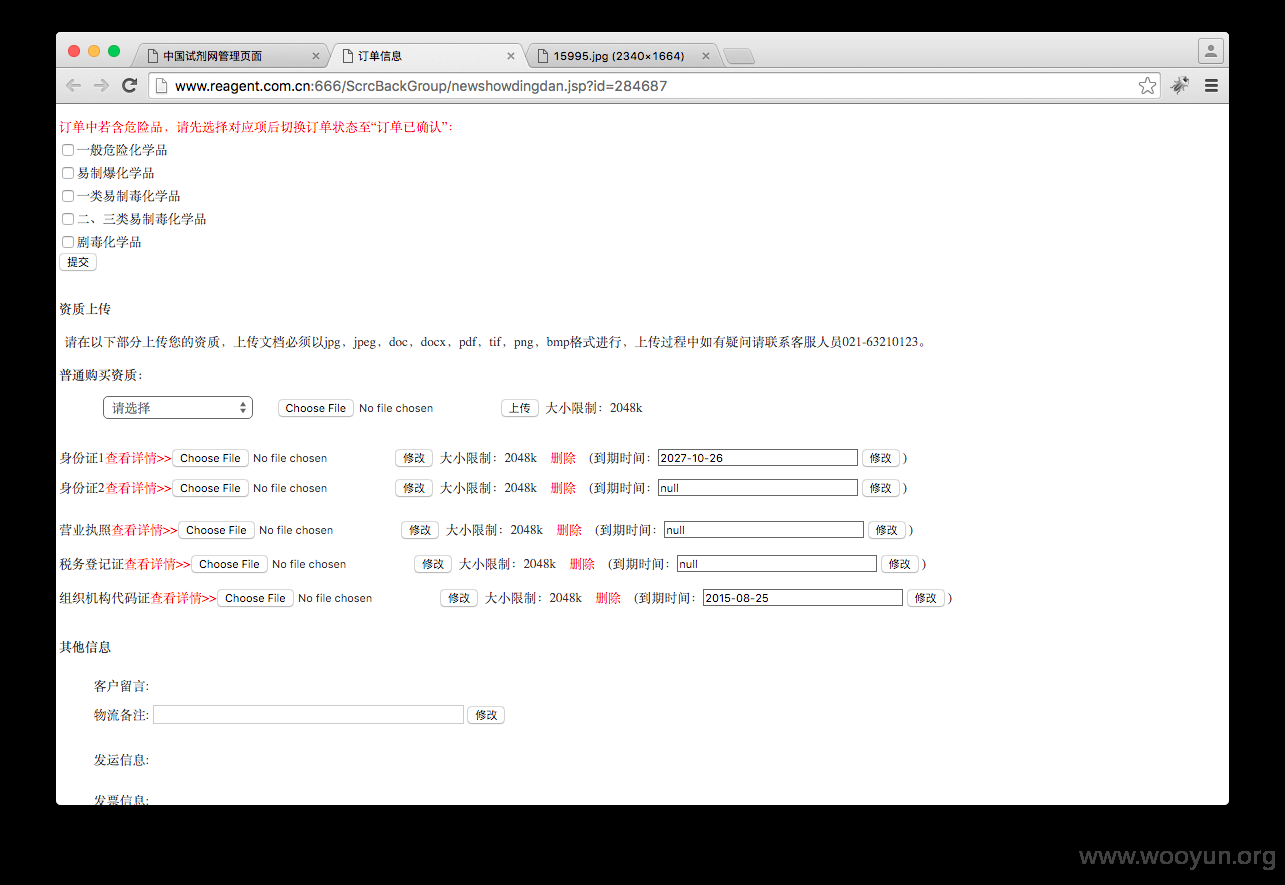 中国试剂网管理页面 订单信息 15995.jpg (2340×1664)
www.reagent.com.cn:666/ScrcBackGroup/newshowdingdan.jsp?id=284687
订单中若含危险品，请先选择对应项后切换订单状态至“订单已确认”：
一般危险化学品
易制爆化学品
一类易制毒化学品
二、三类易制毒化学品
剧毒化学品
提交
资质上传
请在以下部分上传您的资质，上传文档必须以jpg，jpeg，doc，docx，pdf，tif，png，bmp格式进行，上传过程中如有疑问请联系客服人员021-63210123。
普通购买资质：
请选择 Choose File No file chosen 上传 大小限制：2048k
身份证1查看详情>> Choose File No file chosen 修改 大小限制：2048k 删除 (到期时间：2027-10-26 修改 )
身份证2查看详情>> Choose File No file chosen 修改 大小限制：2048k 删除 (到期时间：null 修改 )
营业执照查看详情>> Choose File No file chosen 修改 大小限制：2048k 删除 (到期时间：null 修改 )
税务登记证查看详情>> Choose File No file chosen 修改 大小限制：2048k 删除 (到期时间：null 修改 )
组织机构代码证查看详情>> Choose File No file chosen 修改 大小限制：2048k 删除 (到期时间：2015-08-25 修改 )
其他信息
客户留言:
物流备注: 修改
发运信息:
发票信息:
www.wooyun.org